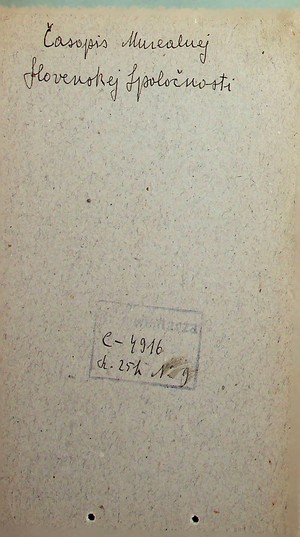 Časopis Muzealnej
Slovenskej Spoločnosti
C-4916